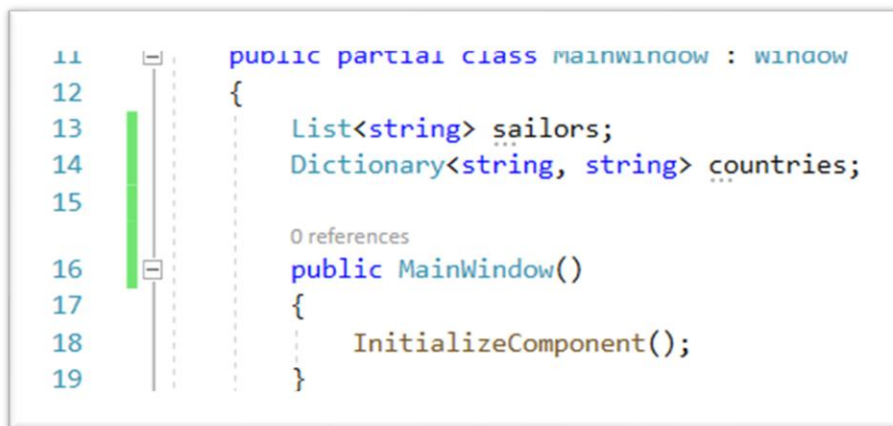 11 public partial class MainWindow : Window
12 {
13 List<string> sailors;
14 Dictionary<string, string> countries;
15
0 references
16 public MainWindow()
17 {
18 InitializeComponent();
19 }